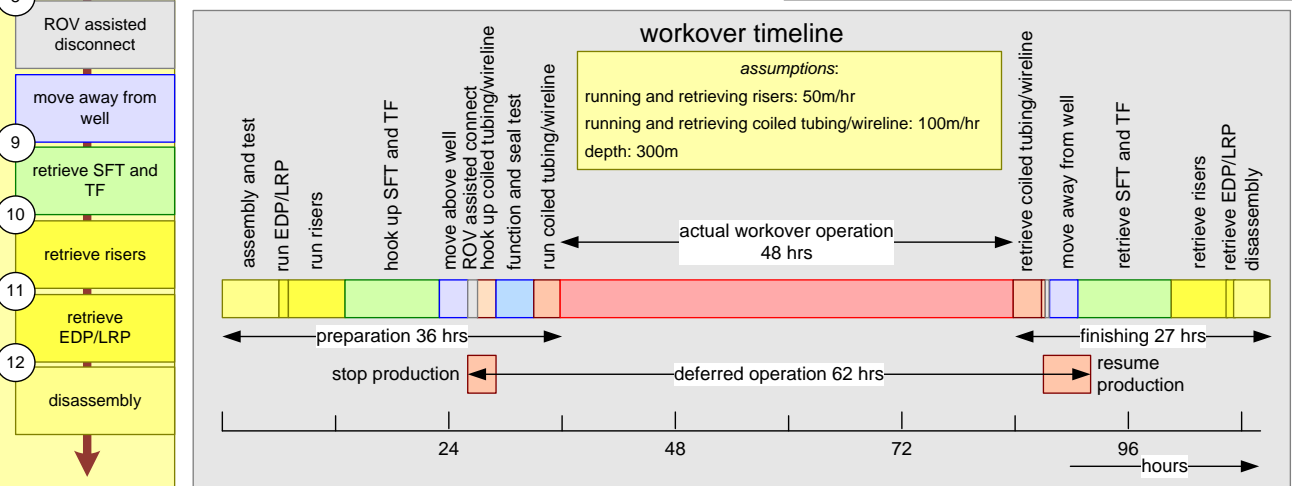 ROV assisted
disconnect
move away from
well
9
retrieve SFT and
TF
10
retrieve risers
11
retrieve
EDP/LRP
12
disassembly
workover timeline
assumptions:
running and retrieving risers: 50m/hr
running and retrieving coiled tubing/wireline: 100m/hr
depth: 300m
assembly and test
run EDP/LRP
run risers
hook up SFT and TF
move above well
ROV assisted connect
hook up coiled tubing/wireline
function and seal test
run coiled tubing/wireline
actual workover operation
48 hrs
retrieve coiled tubing/wireline
move away from well
retrieve SFT and TF
retrieve risers
retrieve EDP/LRP
disassembly
preparation 36 hrs
finishing 27 hrs
stop production
deferred operation 62 hrs
resume
production
24
48
72
96
hours